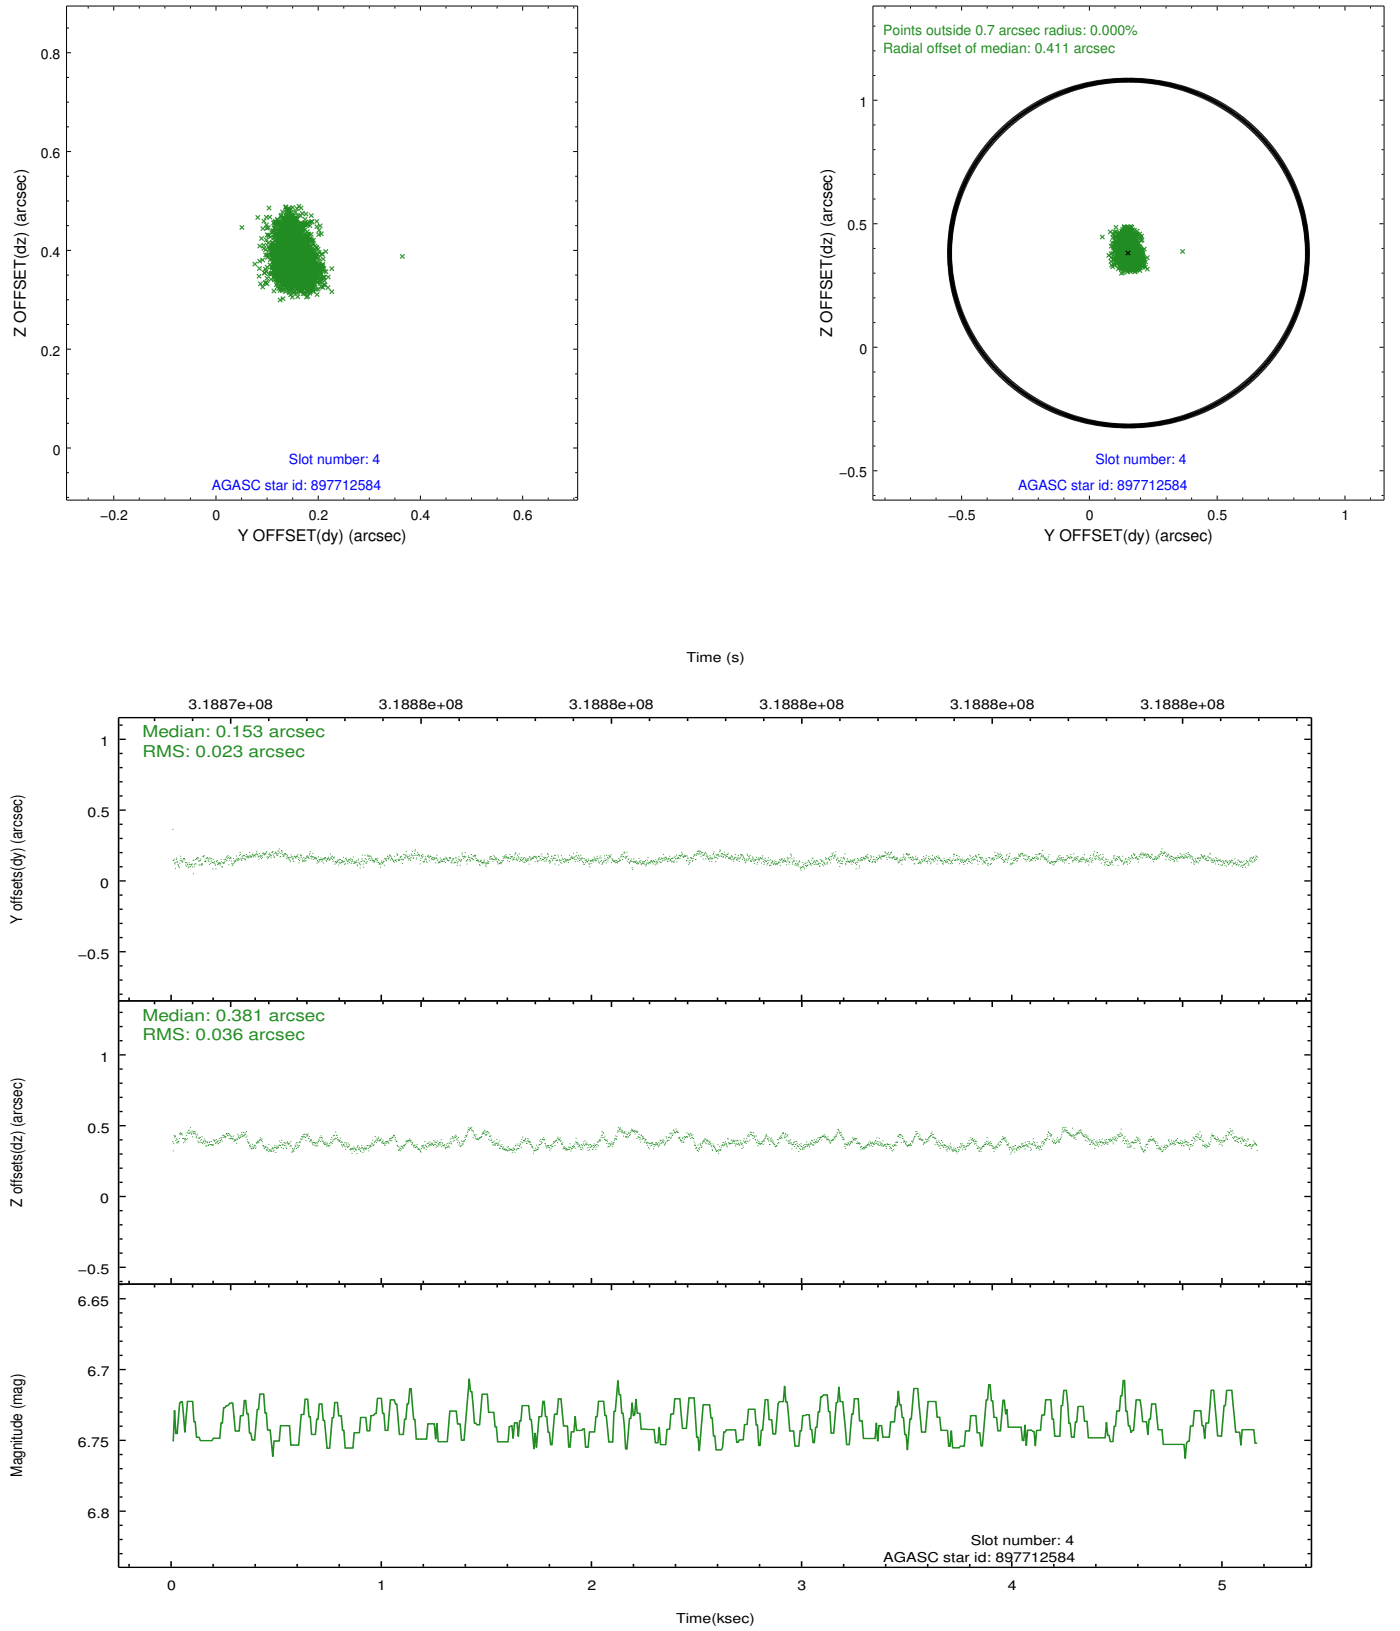 0.8
0.6
0.4
0.2
0
−0.2
0
0.2
0.4
0.6
Z OFFSET(dz) (arcsec)
Y OFFSET(dy) (arcsec)
Slot number: 4
AGASC star id: 897712584
Points outside 0.7 arcsec radius: 0.000%
Radial offset of median: 0.411 arcsec
1
0.5
0
−0.5
−0.5
0
0.5
1
Z OFFSET(dz) (arcsec)
Y OFFSET(dy) (arcsec)
Slot number: 4
AGASC star id: 897712584
Time (s)
3.1887e+08
3.1888e+08
3.1888e+08
3.1888e+08
3.1888e+08
3.1888e+08
Median: 0.153 arcsec
RMS: 0.023 arcsec
1
0.5
0
−0.5
Y offsets(dy) (arcsec)
Median: 0.381 arcsec
RMS: 0.036 arcsec
1
0.5
0
−0.5
Z offsets(dz) (arcsec)
6.65
6.7
6.75
6.8
Magnitude (mag)
Slot number: 4
AGASC star id: 897712584
0
1
2
3
4
5
Time(ksec)